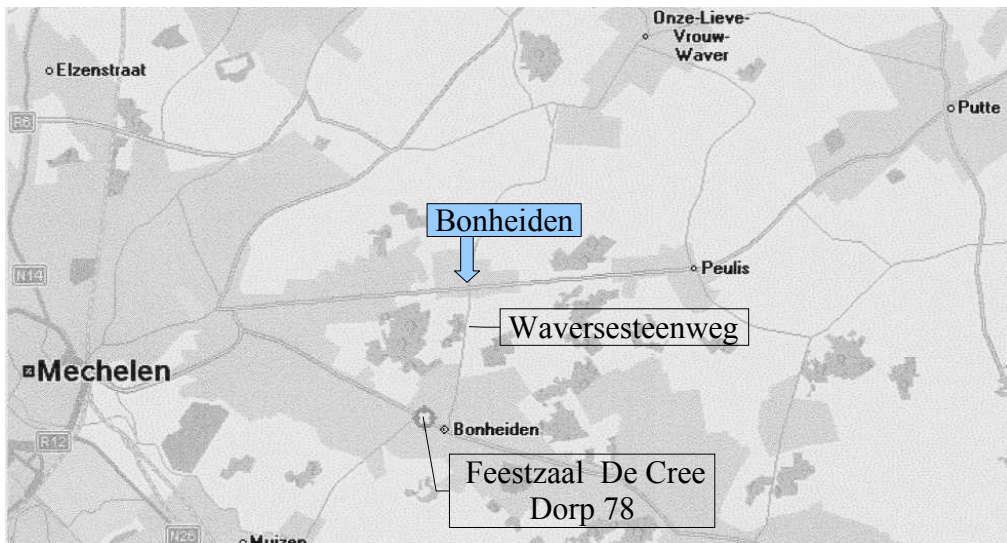 Onze-Lieve-
Vrouw-
Waver
Elzenstraat
Putte
R6
Bonheiden
N14
Peulis
Waversesteenweg
Mechelen
Bonheiden
R12
Feestzaal De Cree
Dorp 78
N26
Muizen